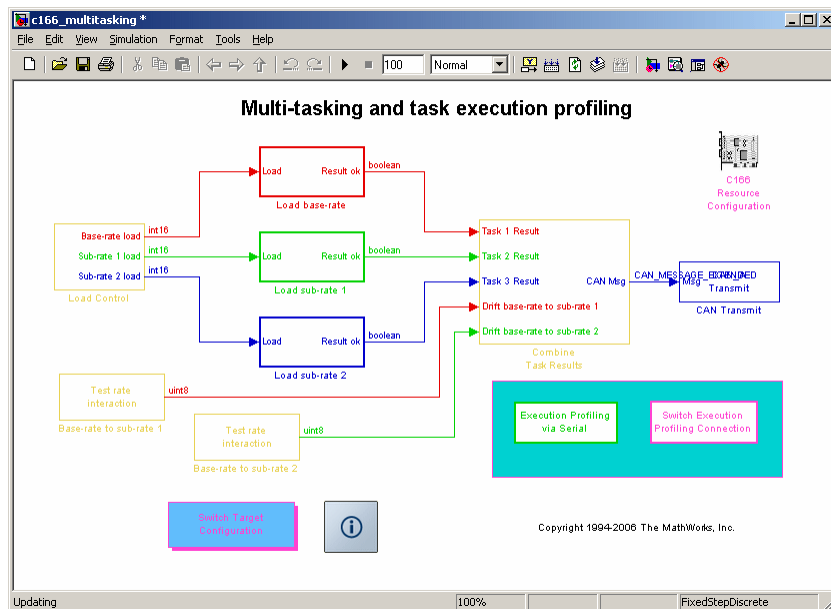 c166_multitasking *
File Edit View Simulation Format Tools Help
100 Normal
Multi-tasking and task execution profiling
C166
Resource
Configuration
Load Result ok boolean
Load base-rate
Base-rate load int16
Sub-rate 1 load int16
Sub-rate 2 load int16
Load Control
Load Result ok boolean
Load sub-rate 1
Load Result ok boolean
Load sub-rate 2
Task 1 Result
Task 2 Result
Task 3 Result CAN Msg
Drift base-rate to sub-rate 1
Drift base-rate to sub-rate 2
Combine
Task Results
Msg
Transmit
CAN Transmit
Test rate
interaction
uint8
Base-rate to sub-rate 1
Test rate
interaction
uint8
Base-rate to sub-rate 2
Execution Profiling
via Serial
Switch Execution
Profiling Connection
Switch Target
Configuration
Copyright 1994-2006 The MathWorks, Inc.
Updating 100% FixedStepDiscrete